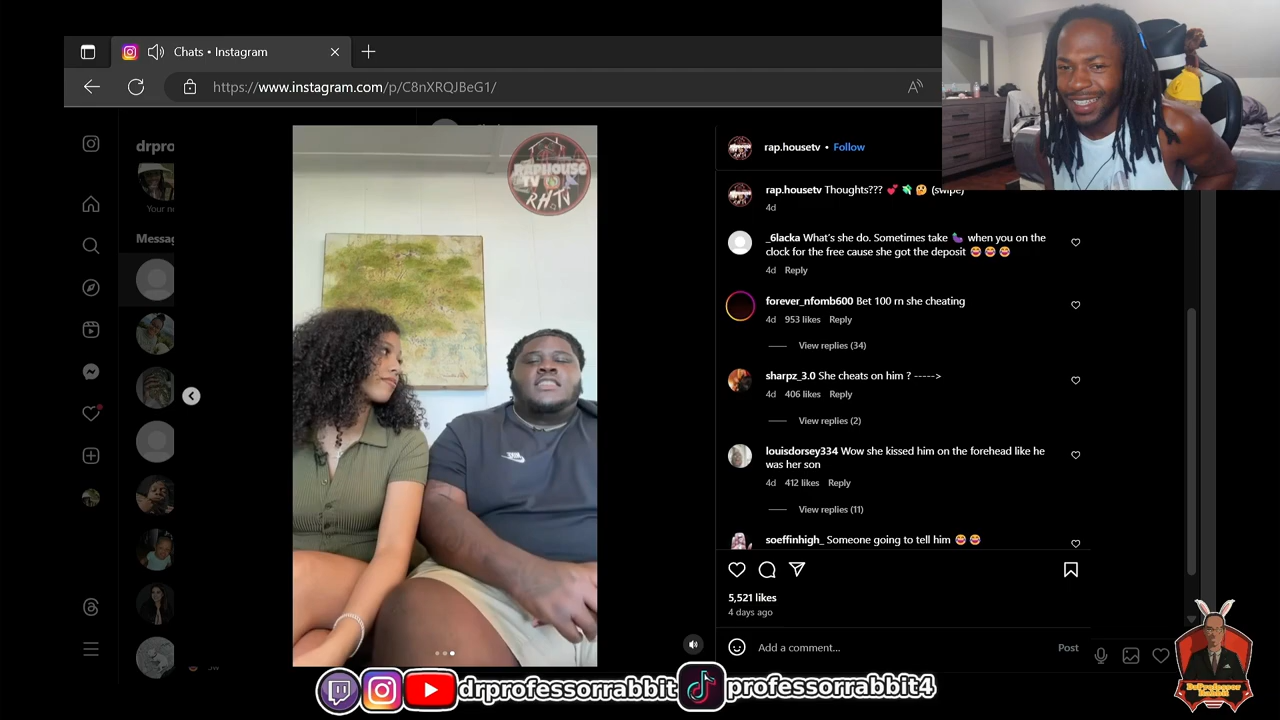 Chats • Instagram
https://www.instagram.com/p/C8nXRQJBeG1/
drpro
Your n
Messag
RAPHOUSE
TV
RH.TV
rap.housetv • Follow
rap.housetv Thoughts??? 💕 💸 🤔 (swipe)
4d
_6lacka What's she do. Sometimes take 🍆 when you on the
clock for the free cause she got the deposit 😂 😂 😂
4d Reply
forever_nfomb600 Bet 100 rn she cheating
4d 953 likes Reply
View replies (34)
sharpz_3.0 She cheats on him ? ----->
4d 406 likes Reply
View replies (2)
louisdorsey334 Wow she kissed him on the forehead like he
was her son
4d 412 likes Reply
View replies (11)
soeffinhigh_ Someone going to tell him 😂 😂
5,521 likes
4 days ago
Add a comment...
Post
drprofessorrabbit
professorrabbit4
DrProfessor
Rabbit